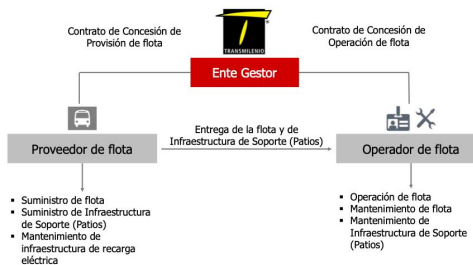 Contrato de Concesión de
Provisión de flota
TRANSMILENIO
Contrato de Concesión de
Operación de flota
Ente Gestor
Proveedor de flota
Entrega de la flota y de
Infraestructura de Soporte (Patios)
Operador de flota
▪ Suministro de flota
▪ Suministro de Infraestructura
de Soporte (Patios)
▪ Mantenimiento de
infraestructura de recarga
eléctrica
▪ Operación de flota
▪ Mantenimiento de flota
▪ Mantenimiento de
Infraestructura de Soporte
(Patios)